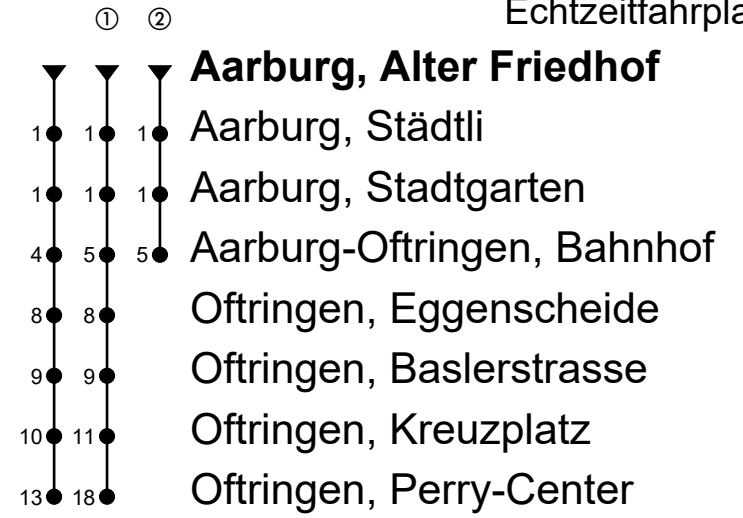 ① ② Echtzeitfahrpla
Aarburg, Alter Friedhof
1 1 1 Aarburg, Städtli
1 1 1 Aarburg, Stadtgarten
4 5 5 Aarburg-Oftringen, Bahnhof
8 8 Oftringen, Eggenscheide
9 9 Oftringen, Baslerstrasse
10 11 Oftringen, Kreuzplatz
13 18 Oftringen, Perry-Center